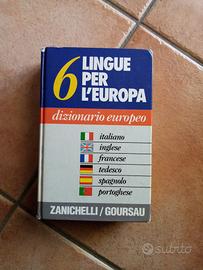 6 LINGUE
PER
L'EUROPA
dizionario europeo
italiano
inglese
francese
tedesco
spagnolo
portoghese
ZANICHELLI/GOURSAU
subito